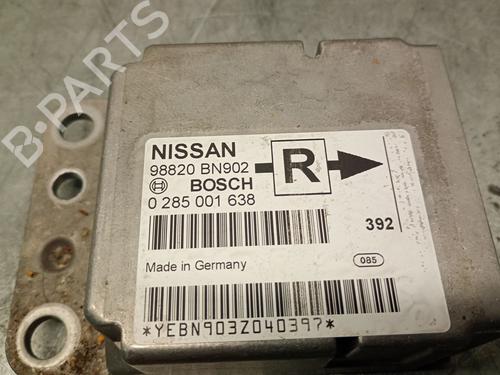 B-PARTS
NISSAN
98820 BN902
R
BOSCH
0 285 001 638
392
Made in Germany
085
*YEBN903Z040397*